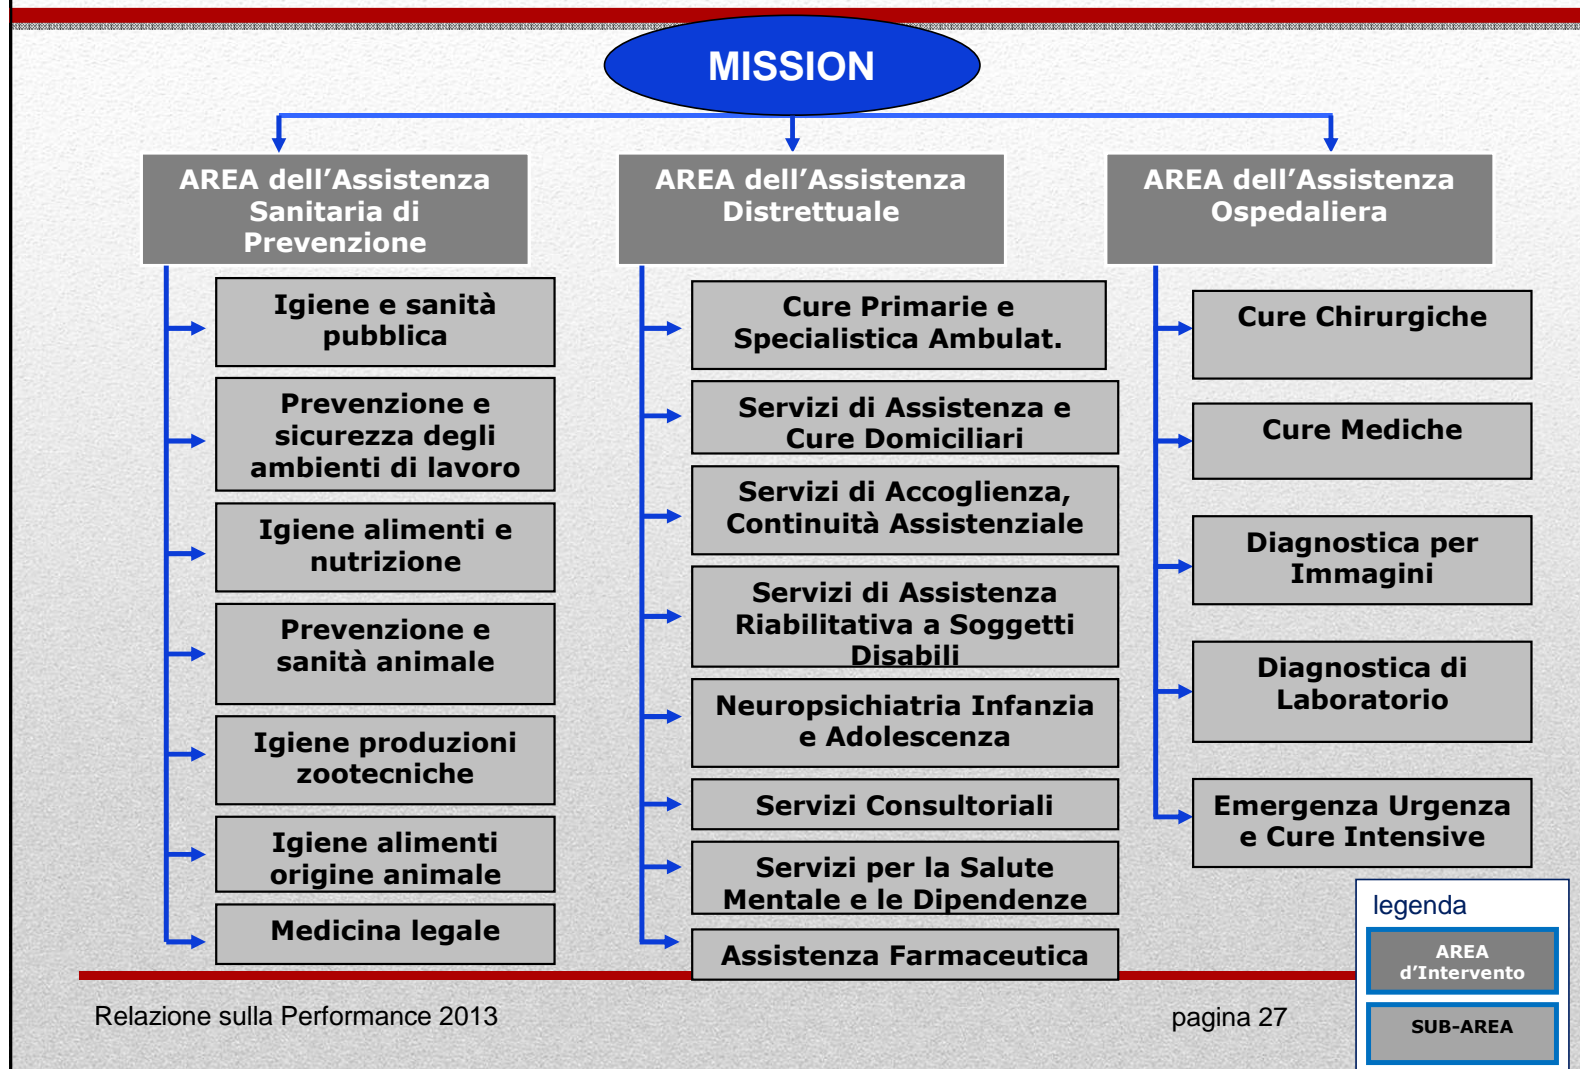 MISSION
AREA dell’Assistenza
Sanitaria di
Prevenzione
Igiene e sanità
pubblica
Prevenzione e
sicurezza degli
ambienti di lavoro
Igiene alimenti e
nutrizione
Prevenzione e
sanità animale
Igiene produzioni
zootecniche
Igiene alimenti
origine animale
Medicina legale
AREA dell’Assistenza
Distrettuale
Cure Primarie e
Specialistica Ambulat.
Servizi di Assistenza e
Cure Domiciliari
Servizi di Accoglienza,
Continuità Assistenziale
Servizi di Assistenza
Riabilitativa a Soggetti
Disabili
Neuropsichiatria Infanzia
e Adolescenza
Servizi Consultoriali
Servizi per la Salute
Mentale e le Dipendenze
Assistenza Farmaceutica
AREA dell’Assistenza
Ospedaliera
Cure Chirurgiche
Cure Mediche
Diagnostica per
Immagini
Diagnostica di
Laboratorio
Emergenza Urgenza
e Cure Intensive
legenda
AREA
d’Intervento
SUB-AREA
Relazione sulla Performance 2013
pagina 27